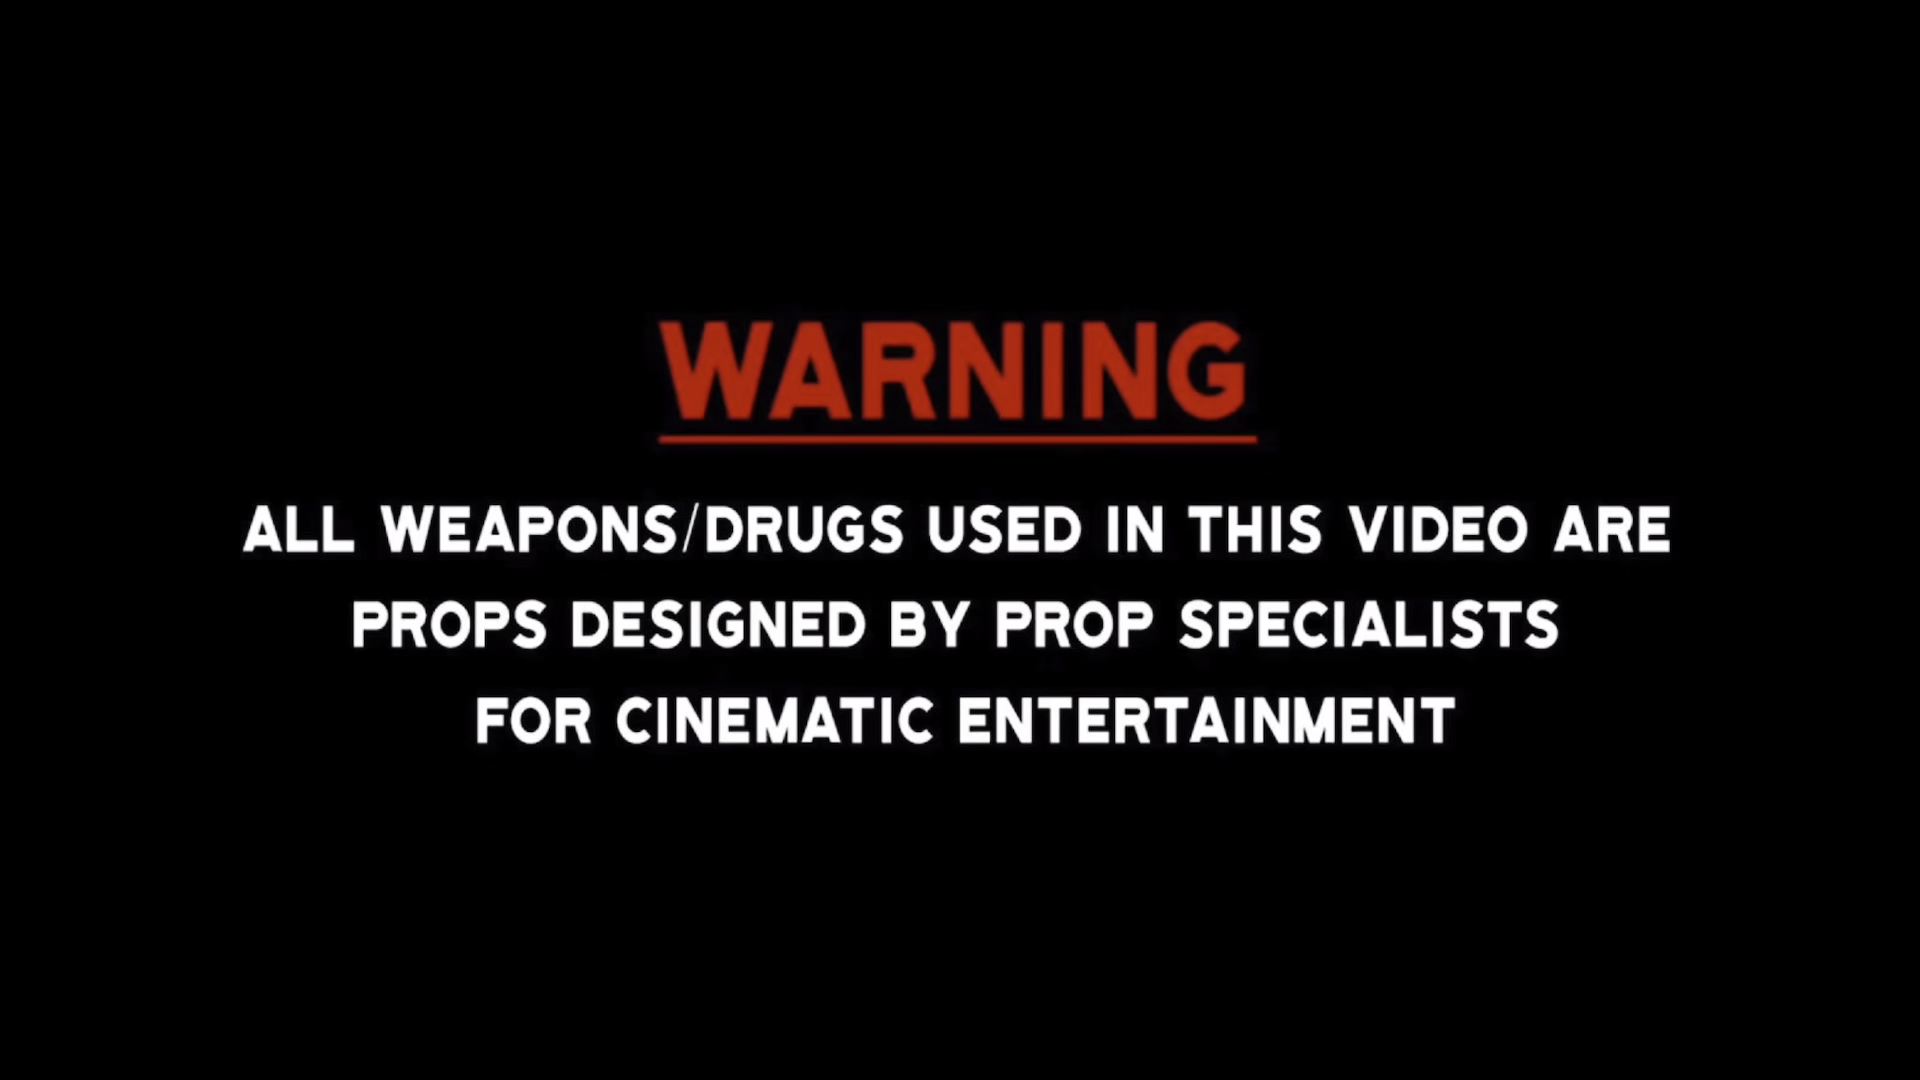 WARNING
ALL WEAPONS/DRUGS USED IN THIS VIDEO ARE
PROPS DESIGNED BY PROP SPECIALISTS
FOR CINEMATIC ENTERTAINMENT